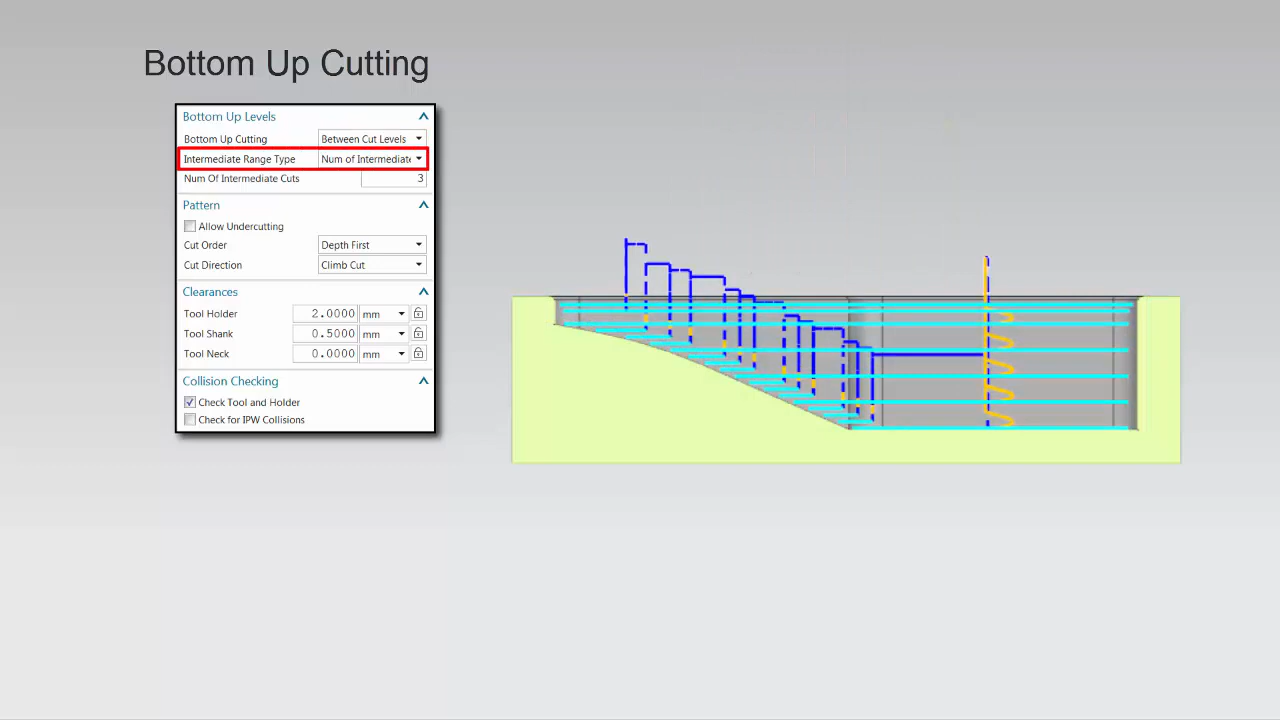 Bottom Up Cutting
Bottom Up Levels
Bottom Up Cutting Between Cut Levels
Intermediate Range Type Num of Intermediate
Num Of Intermediate Cuts 3
Pattern
Allow Undercutting
Cut Order Depth First
Cut Direction Climb Cut
Clearances
Tool Holder 2.0000 mm
Tool Shank 0.5000 mm
Tool Neck 0.0000 mm
Collision Checking
Check Tool and Holder
Check for IPW Collisions